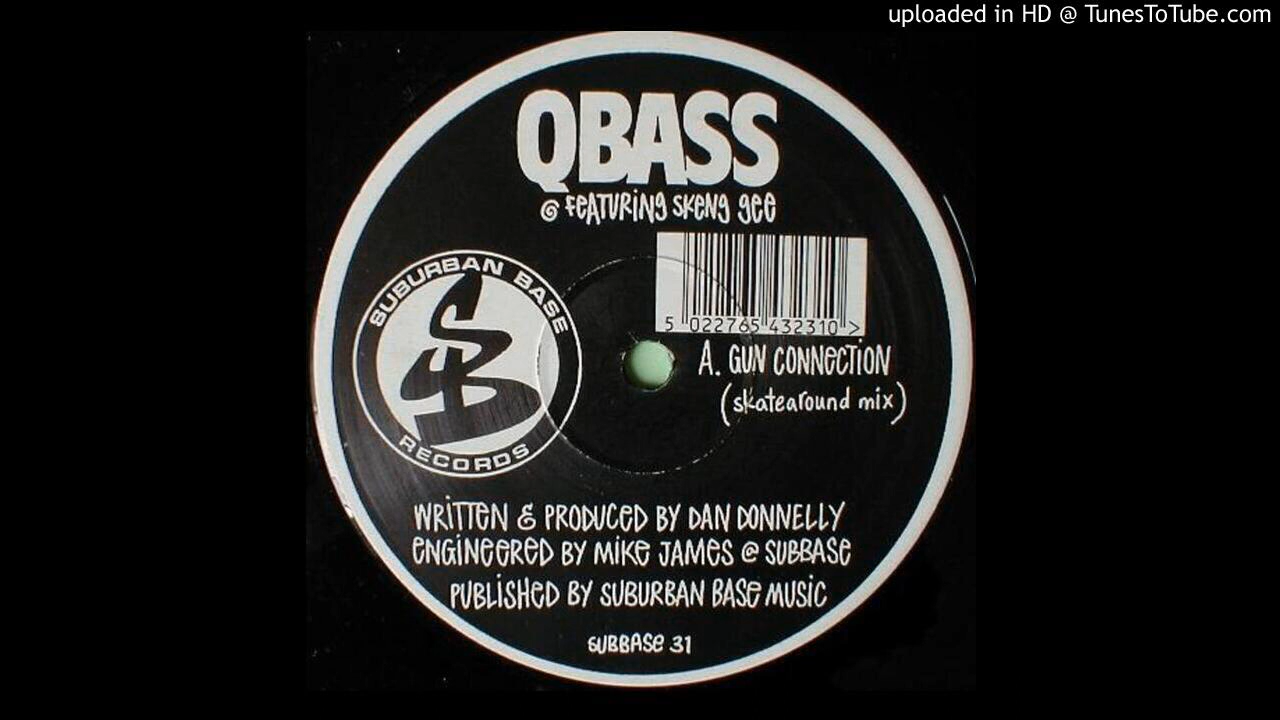 uploaded in HD @ TunesToTube.com
QBASS
@ FEATURING SKENG GEE
SUBURBAN BASE
RECORDS
5 022765 432310 >
A. GUN CONNECTION
(skatearound mix)
WRITTEN & PRODUCED BY DAN DONNELLY
ENGINEERED BY MIKE JAMES @ SUBBASE
PUBLISHED BY SUBURBAN BASE MUSIC
SUBBASE 31